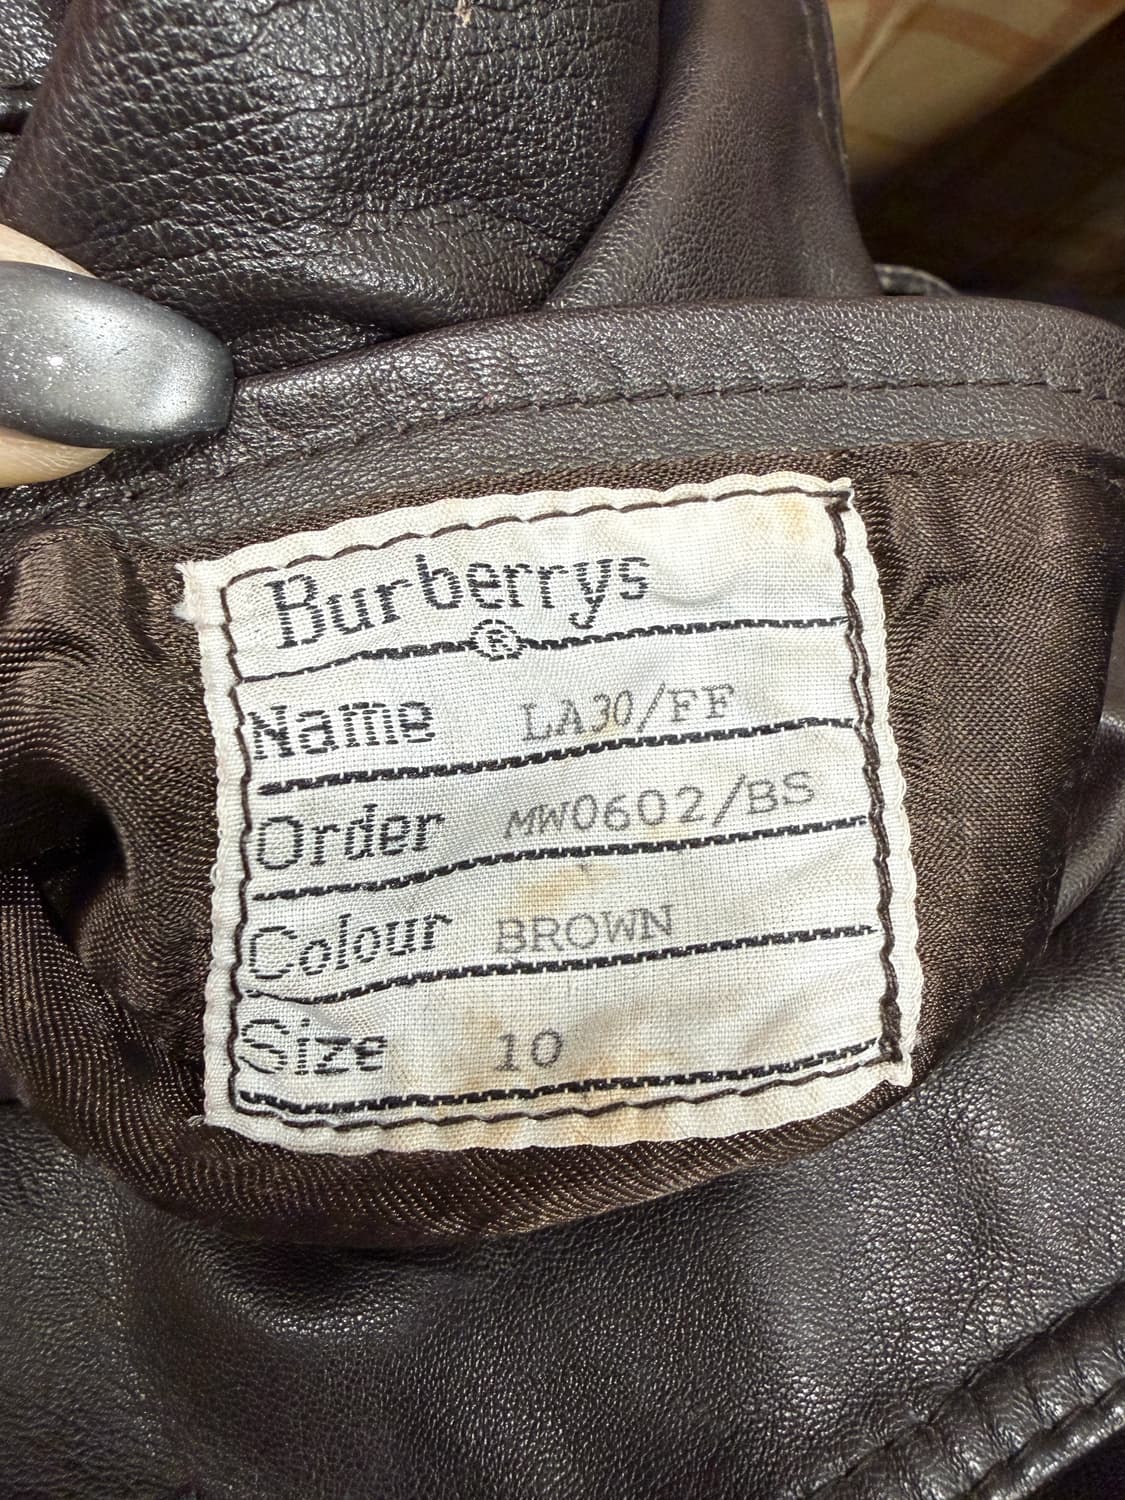 Burberrys
®
Name LA30/FF
Order MW0602/BS
Colour BROWN
Size 10